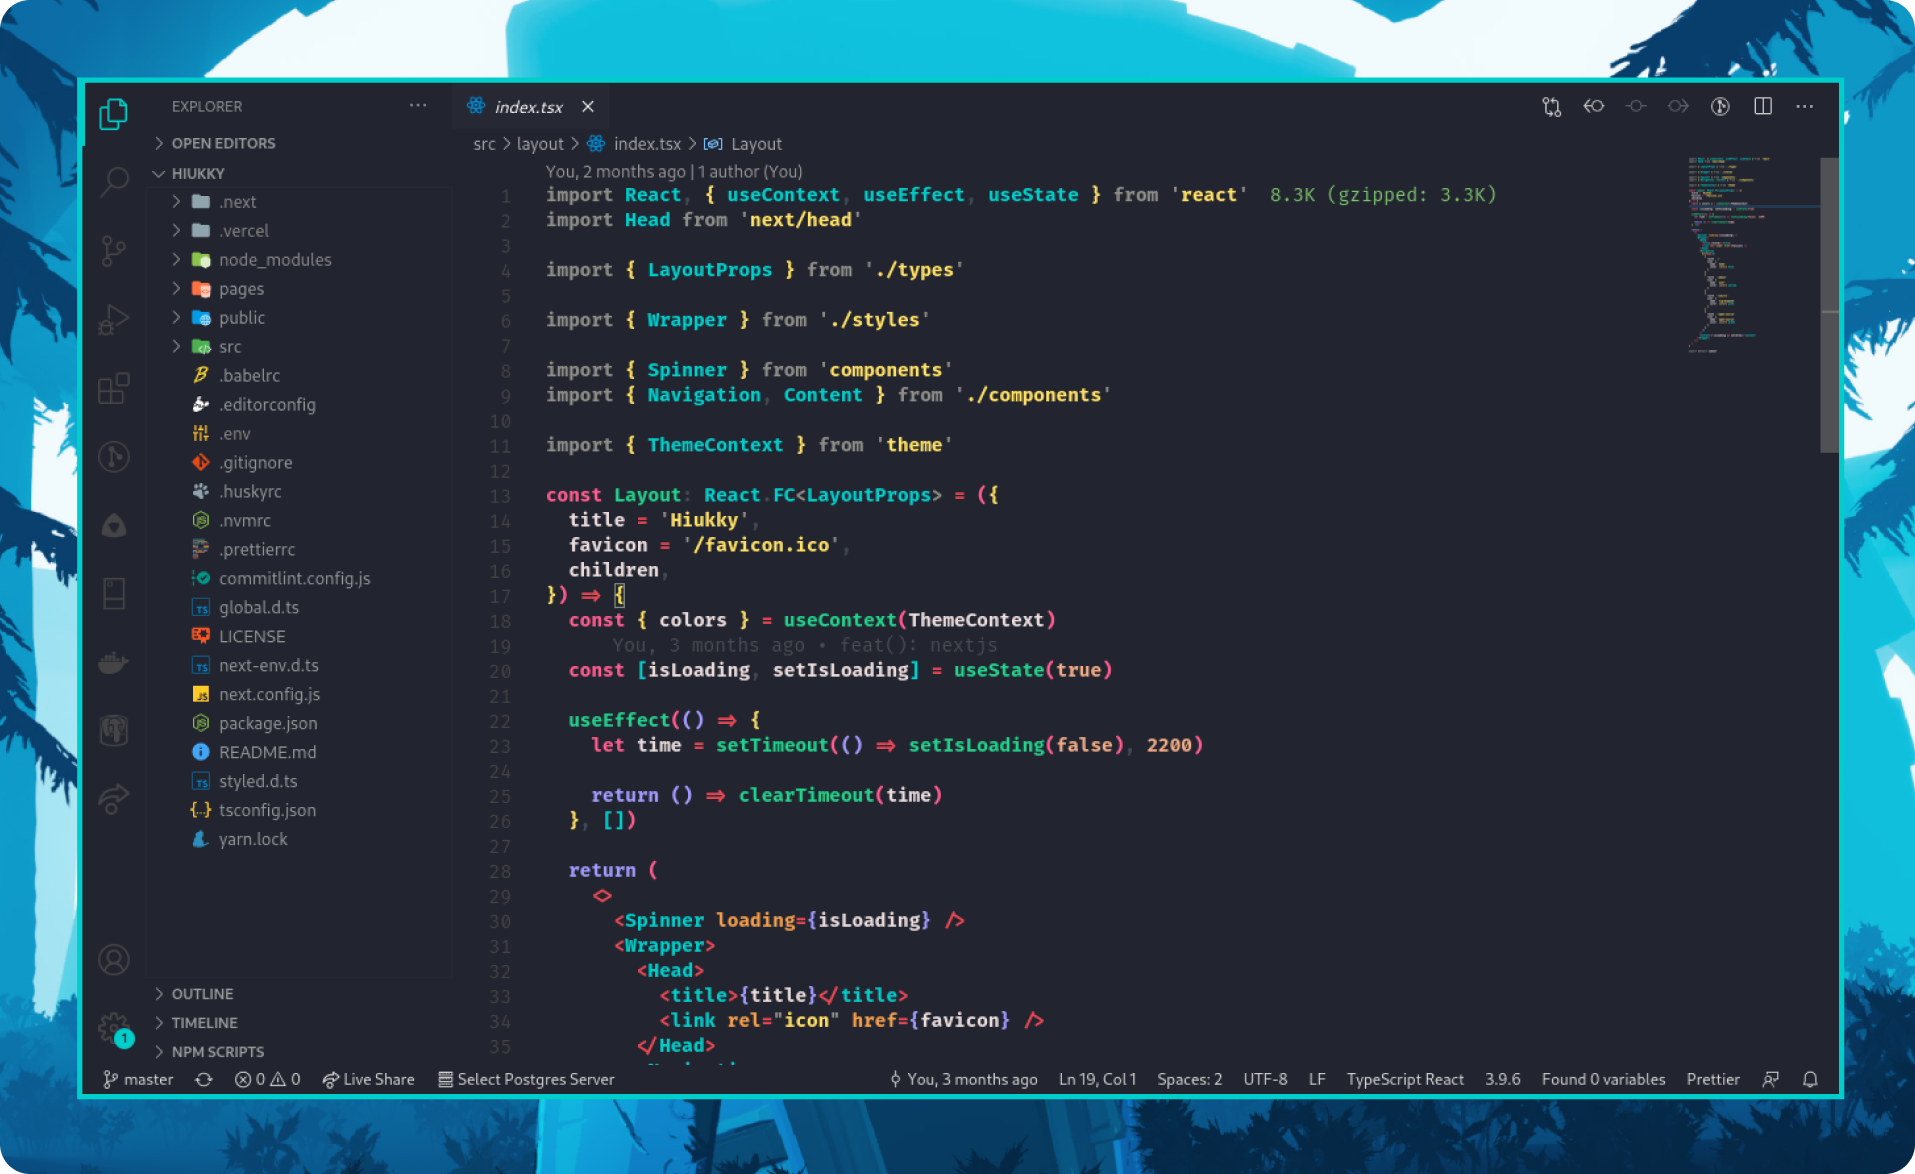 EXPLORER
OPEN EDITORS
HIUKKY
.next
.vercel
node_modules
pages
public
src
.babelrc
.editorconfig
.env
.gitignore
.huskyrc
.nvmrc
.prettierrc
commitlint.config.js
global.d.ts
LICENSE
next-env.d.ts
next.config.js
package.json
README.md
styled.d.ts
tsconfig.json
yarn.lock
OUTLINE
TIMELINE
NPM SCRIPTS
1
index.tsx
src > layout > index.tsx > Layout
You, 2 months ago | 1 author (You)
1 import React, { useContext, useEffect, useState } from 'react' 8.3K (gzipped: 3.3K)
2 import Head from 'next/head'
3
4 import { LayoutProps } from './types'
5
6 import { Wrapper } from './styles'
7
8 import { Spinner } from 'components'
9 import { Navigation, Content } from './components'
10
11 import { ThemeContext } from 'theme'
12
13 const Layout: React.FC<LayoutProps> = ({
14 title = 'Hiukky',
15 favicon = '/favicon.ico',
16 children,
17 }) => {
18 const { colors } = useContext(ThemeContext)
19 You, 3 months ago • feat(): nextjs
20 const [isLoading, setIsLoading] = useState(true)
21
22 useEffect(() => {
23 let time = setTimeout(() => setIsLoading(false), 2200)
24
25 return () => clearTimeout(time)
26 }, [])
27
28 return (
29 <>
30 <Spinner loading={isLoading} />
31 <Wrapper>
32 <Head>
33 <title>{title}</title>
34 <link rel="icon" href={favicon} />
35 </Head>
master 0 0 Live Share Select Postgres Server You, 3 months ago Ln 19, Col 1 Spaces: 2 UTF-8 LF TypeScript React 3.9.6 Found 0 variables Prettier